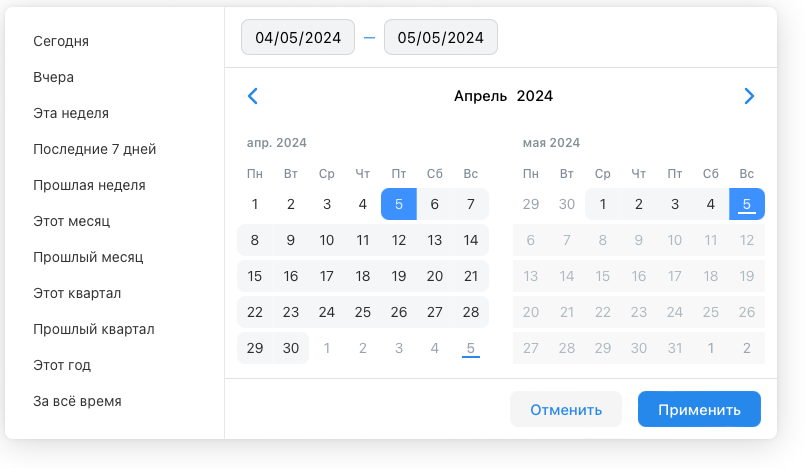 Сегодня
Вчера
Эта неделя
Последние 7 дней
Прошлая неделя
Этот месяц
Прошлый месяц
Этот квартал
Прошлый квартал
Этот год
За всё время
04/05/2024 — 05/05/2024
Апрель 2024
апр. 2024
Пн Вт Ср Чт Пт Сб Вс
1 2 3 4 5 6 7
8 9 10 11 12 13 14
15 16 17 18 19 20 21
22 23 24 25 26 27 28
29 30 1 2 3 4 5
мая 2024
Пн Вт Ср Чт Пт Сб Вс
29 30 1 2 3 4 5
6 7 8 9 10 11 12
13 14 15 16 17 18 19
20 21 22 23 24 25 26
27 28 29 30 31 1 2
Отменить
Применить